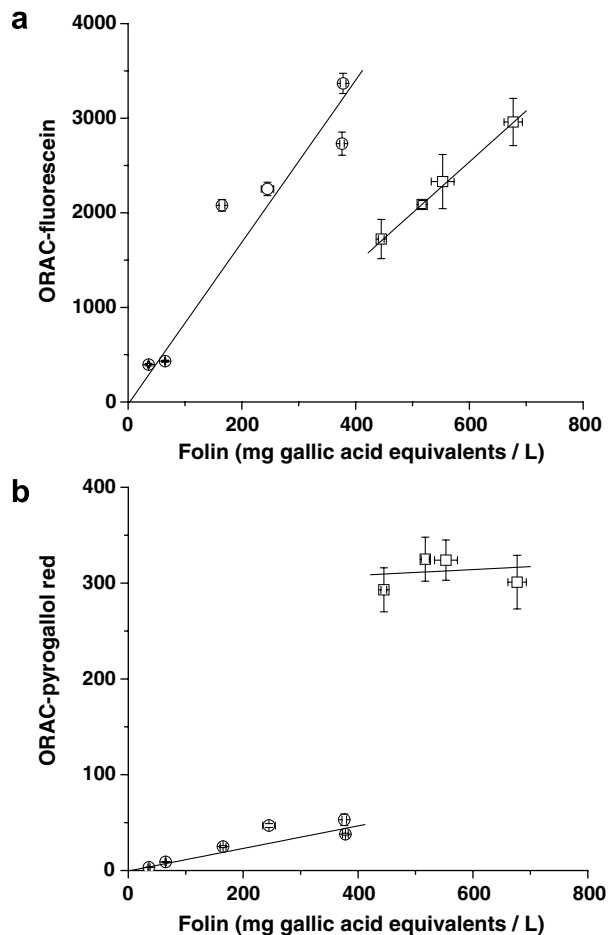 a
4000
3000
2000
1000
0
ORAC-fluorescein
0 200 400 600 800
Folin (mg gallic acid equivalents / L)
b
400
300
200
100
0
ORAC-pyrogallol red
0 200 400 600 800
Folin (mg gallic acid equivalents / L)